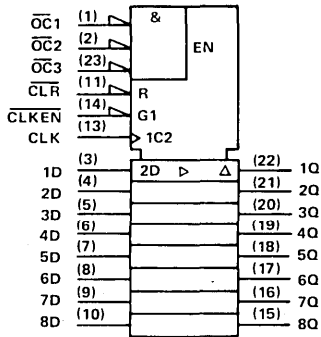 OC1 (1) &
OC2 (2) EN
OC3 (23)
CLR (11) R
CLKEN (14) G1
CLK (13) 1C2
1D (3) 2D ▷ △ (22) 1Q
2D (4) (21) 2Q
3D (5) (20) 3Q
4D (6) (19) 4Q
5D (7) (18) 5Q
6D (8) (17) 6Q
7D (9) (16) 7Q
8D (10) (15) 8Q